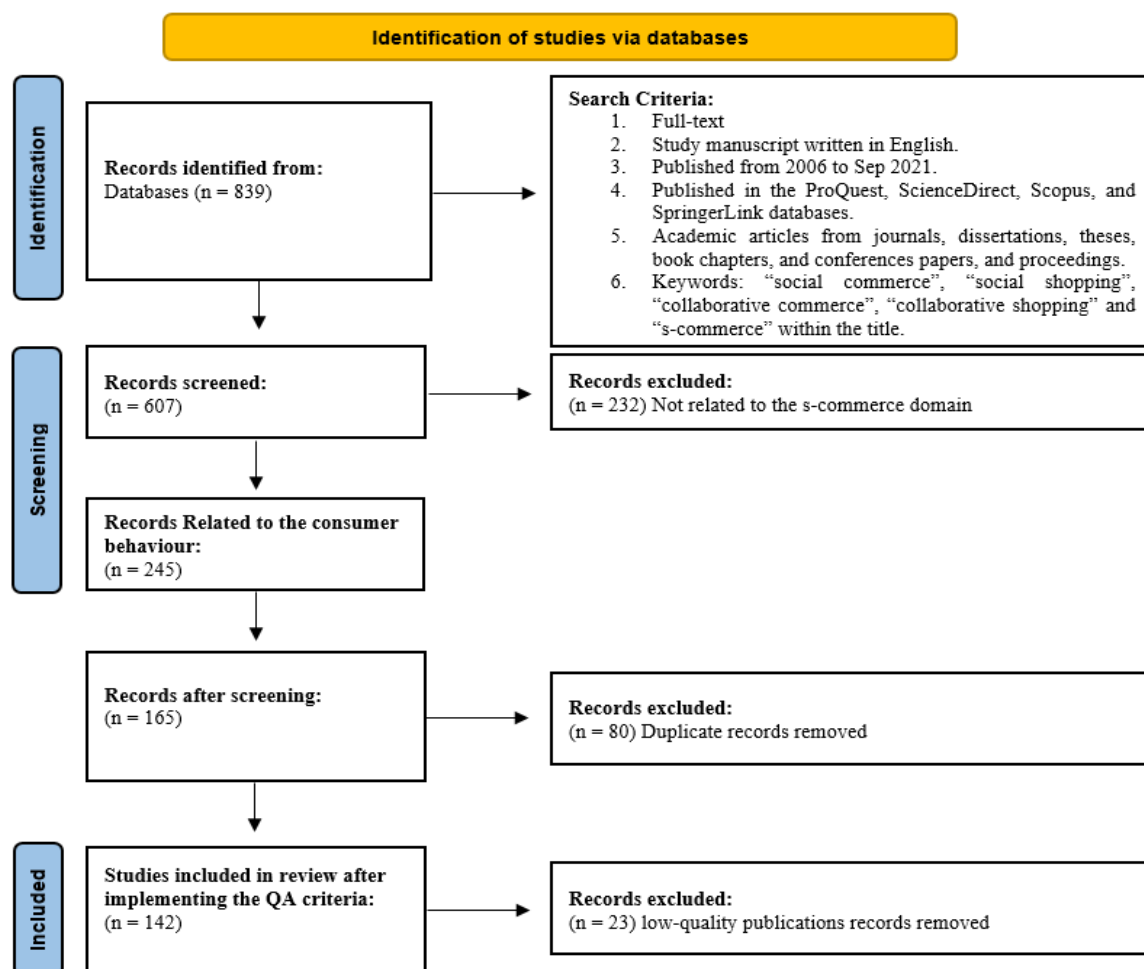 Identification of studies via databases
Identification
Records identified from:
Databases (n = 839)
Search Criteria:
1. Full-text
2. Study manuscript written in English.
3. Published from 2006 to Sep 2021.
4. Published in the ProQuest, ScienceDirect, Scopus, and
SpringerLink databases.
5. Academic articles from journals, dissertations, theses,
book chapters, and conferences papers, and proceedings.
6. Keywords: “social commerce”, “social shopping”,
“collaborative commerce”, “collaborative shopping” and
“s-commerce” within the title.
Screening
Records screened:
(n = 607)
Records excluded:
(n = 232) Not related to the s-commerce domain
Records Related to the consumer
behaviour:
(n = 245)
Records after screening:
(n = 165)
Records excluded:
(n = 80) Duplicate records removed
Included
Studies included in review after
implementing the QA criteria:
(n = 142)
Records excluded:
(n = 23) low-quality publications records removed